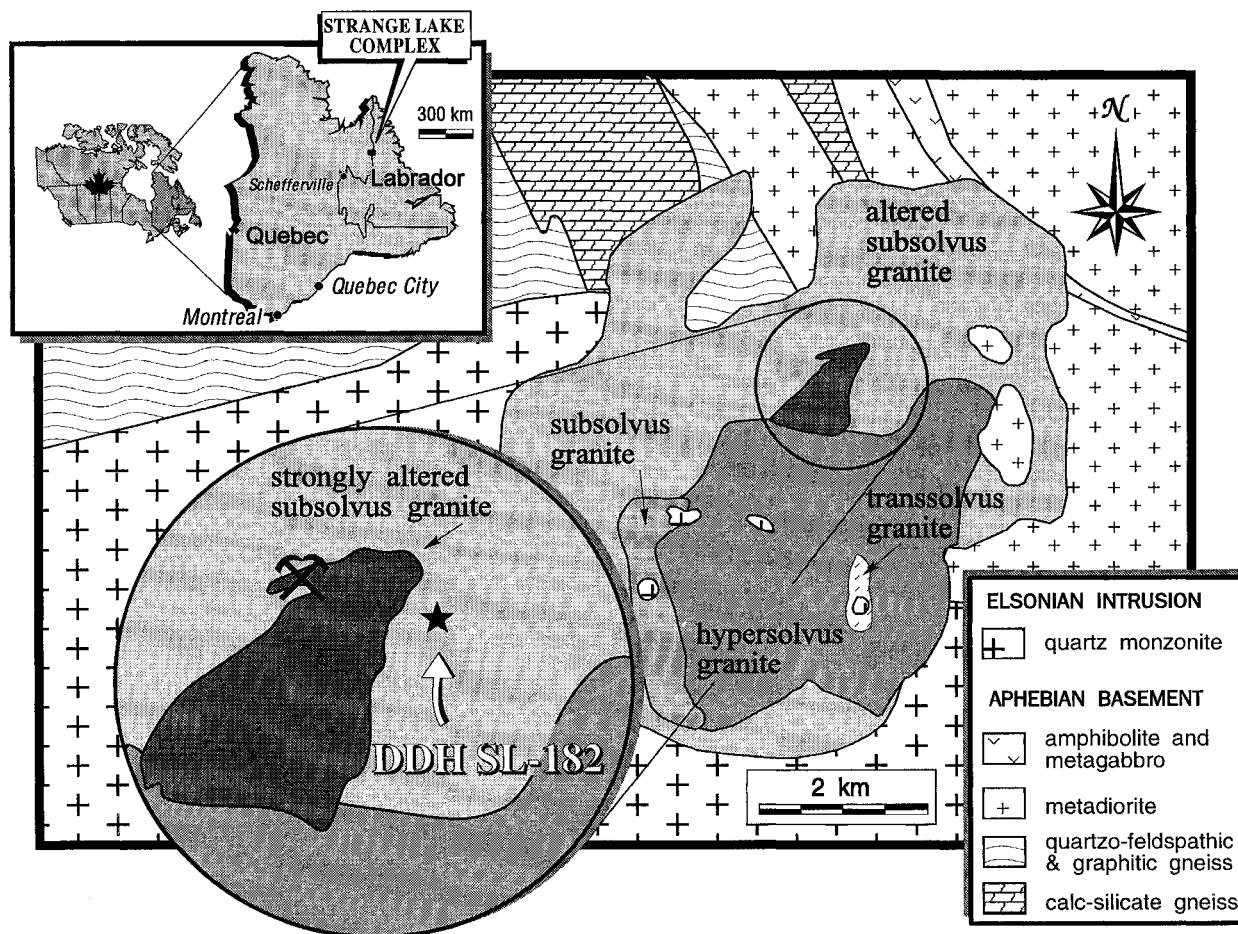 STRANGE LAKE
COMPLEX
300 km
Schefferville
Labrador
Quebec
Quebec City
Montreal
N
altered
subsolvus
granite
subsolvus
granite
strongly altered
subsolvus granite
transsolvus
granite
hypersolvus
granite
DDH SL-182
2 km
ELSONIAN INTRUSION
quartz monzonite
APHEBIAN BASEMENT
amphibolite and
metagabbro
metadiorite
quartzo-feldspathic
& graphitic gneiss
calc-silicate gneiss